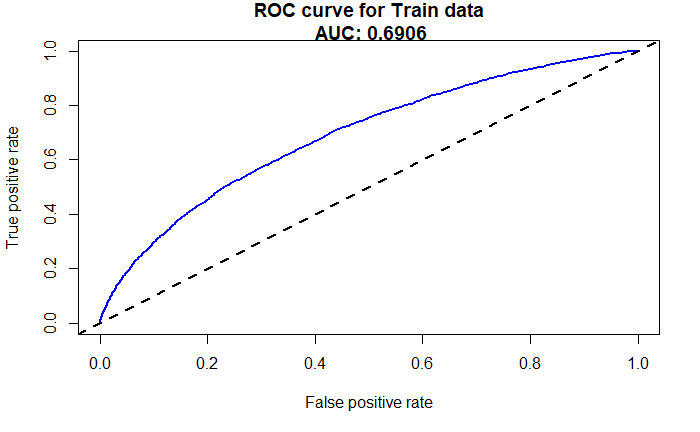 ROC curve for Train data
AUC: 0.6906
True positive rate
1.0
0.8
0.6
0.4
0.2
0.0
0.0 0.2 0.4 0.6 0.8 1.0
False positive rate